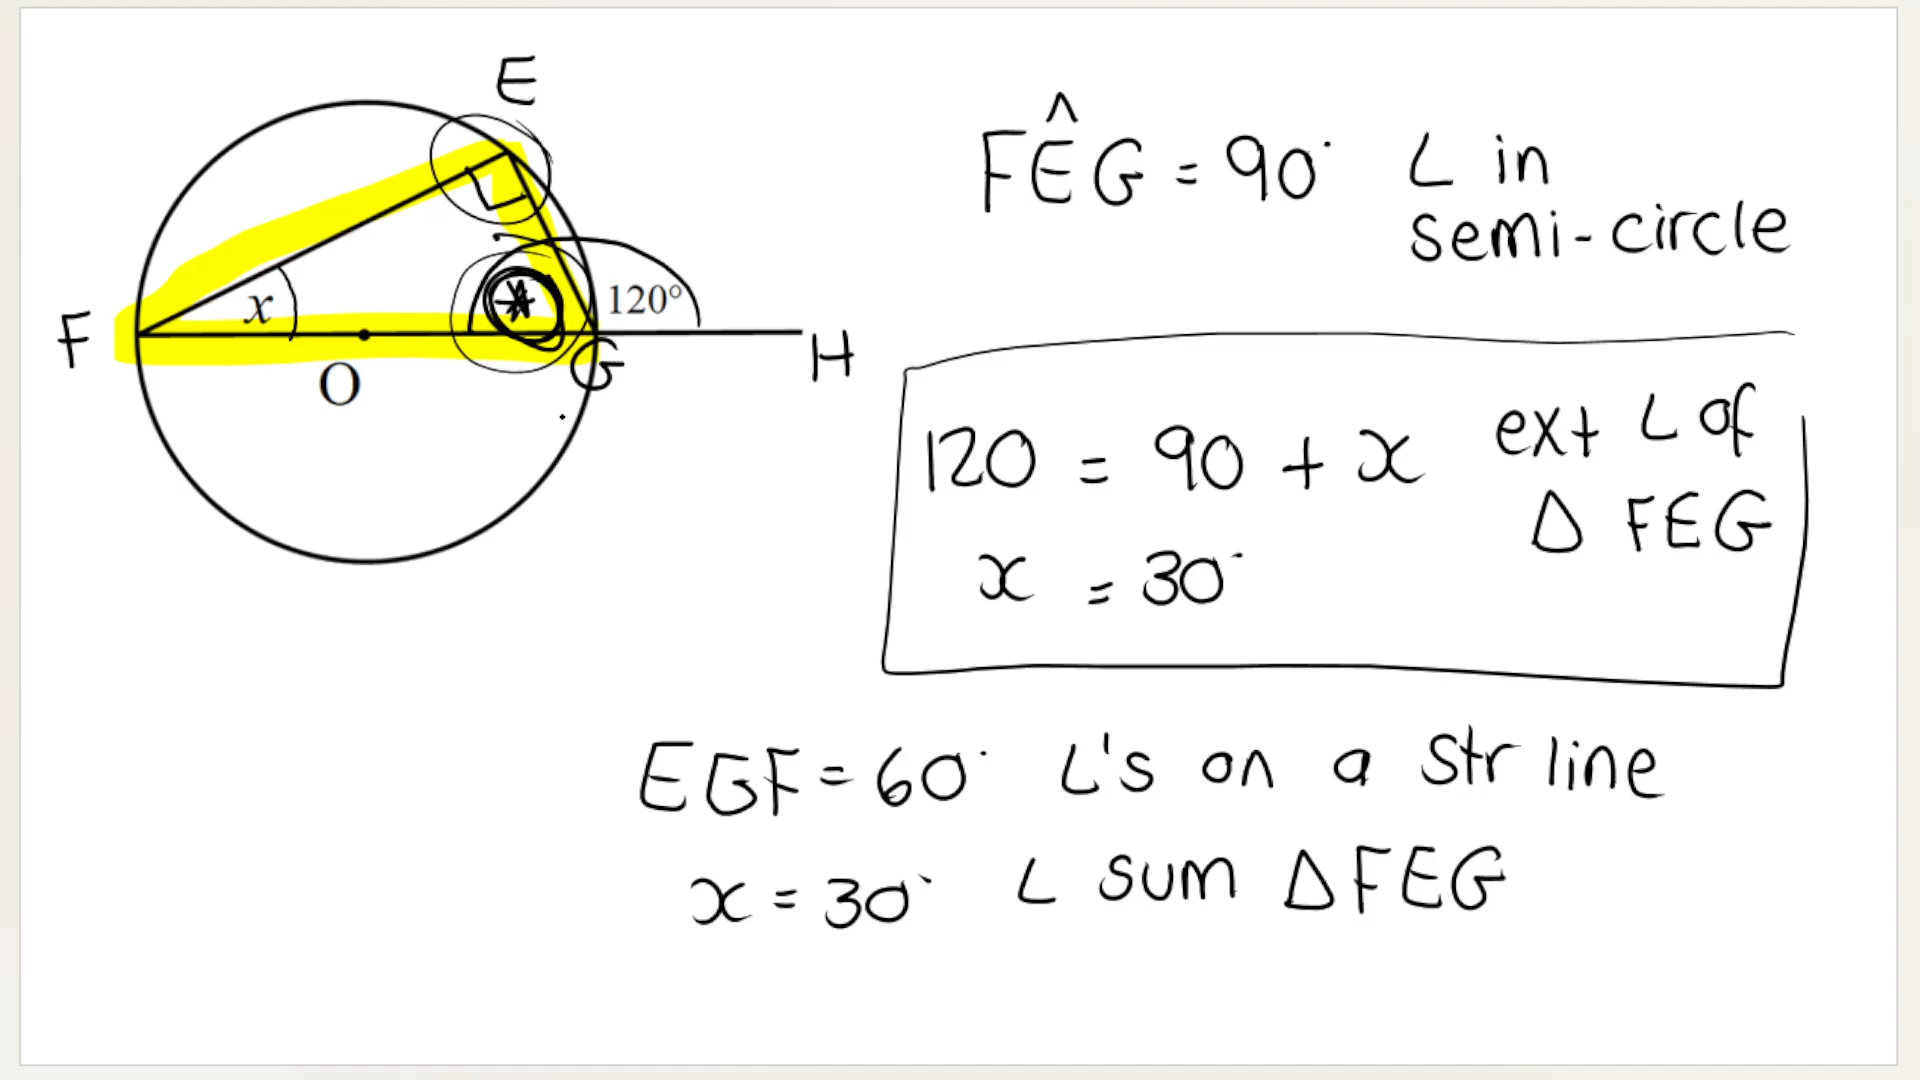 E
F
x
120°
O
G
H
FÊG = 90° ∠ in
semi-circle
120 = 90 + x ext ∠ of
Δ FEG
x = 30°
EGF = 60° ∠'s on a str line
x = 30° ∠ sum ΔFEG